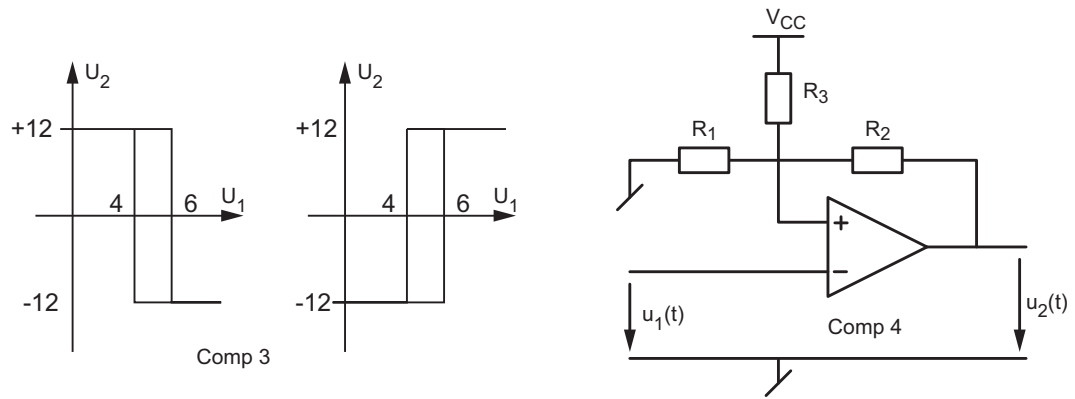 U2
+12
4
6
U1
-12
Comp 3
U2
+12
4
6
U1
-12
VCC
R3
R1
R2
+
−
u1(t)
Comp 4
u2(t)